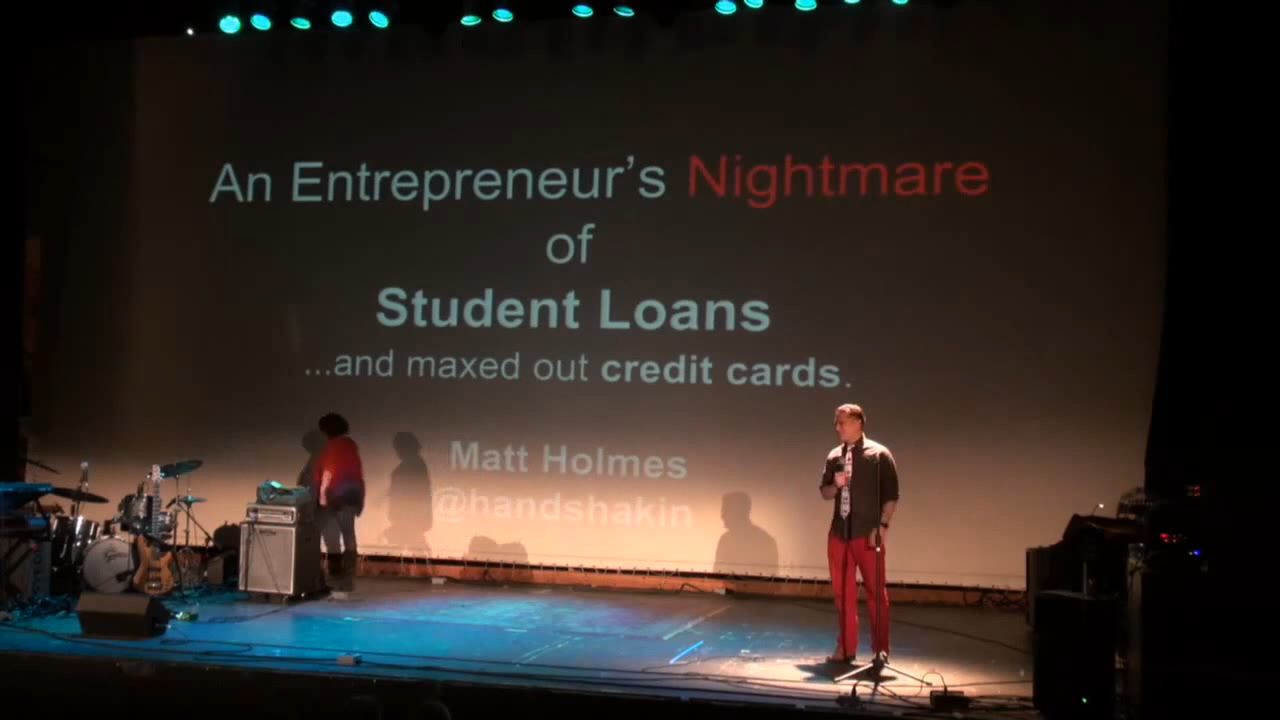 An Entrepreneur’s Nightmare
of
Student Loans
...and maxed out credit cards.
Matt Holmes
@handshakin